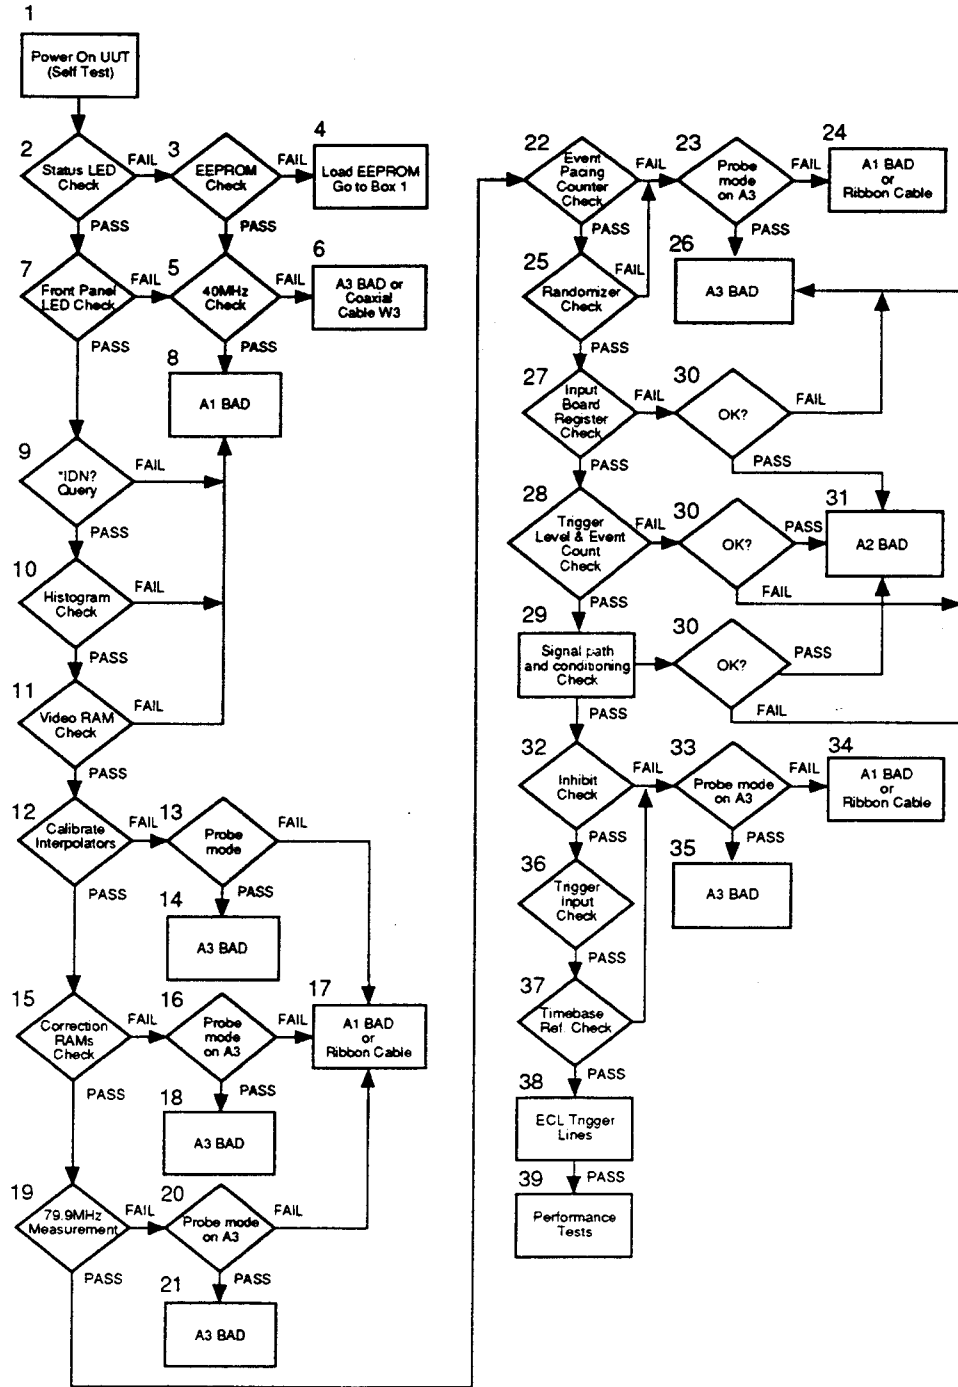 1
Power On UUT
(Self Test)
2
Status LED
Check
FAIL
3
EEPROM
Check
FAIL
4
Load EEPROM
Go to Box 1
PASS
PASS
7
Front Panel
LED Check
FAIL
5
40MHz
Check
FAIL
6
A3 BAD or
Coaxial
Cable W3
PASS
PASS
8
A1 BAD
9
*IDN?
Query
FAIL
PASS
10
Histogram
Check
FAIL
PASS
11
Video RAM
Check
FAIL
PASS
12
Calibrate
Interpolators
FAIL
13
Probe
mode
FAIL
PASS
PASS
14
A3 BAD
15
Correction
RAMs
Check
FAIL
16
Probe
mode
on A3
FAIL
17
A1 BAD
or
Ribbon Cable
PASS
PASS
18
A3 BAD
19
79.9MHz
Measurement
FAIL
20
Probe mode
on A3
FAIL
PASS
PASS
21
A3 BAD
22
Event
Pacing
Counter
Check
FAIL
23
Probe
mode
on A3
FAIL
24
A1 BAD
or
Ribbon Cable
PASS
PASS
25
Randomizer
Check
FAIL
26
A3 BAD
PASS
27
Input
Board
Register
Check
FAIL
30
OK?
FAIL
PASS
PASS
28
Trigger
Level & Event
Count
Check
FAIL
30
OK?
PASS
31
A2 BAD
PASS
FAIL
29
Signal path
and conditioning
Check
30
OK?
PASS
PASS
FAIL
32
Inhibit
Check
FAIL
33
Probe mode
on A3
FAIL
34
A1 BAD
or
Ribbon Cable
PASS
PASS
35
A3 BAD
36
Trigger
Input
Check
PASS
37
Timebase
Ref. Check
PASS
38
ECL Trigger
Lines
PASS
39
Performance
Tests